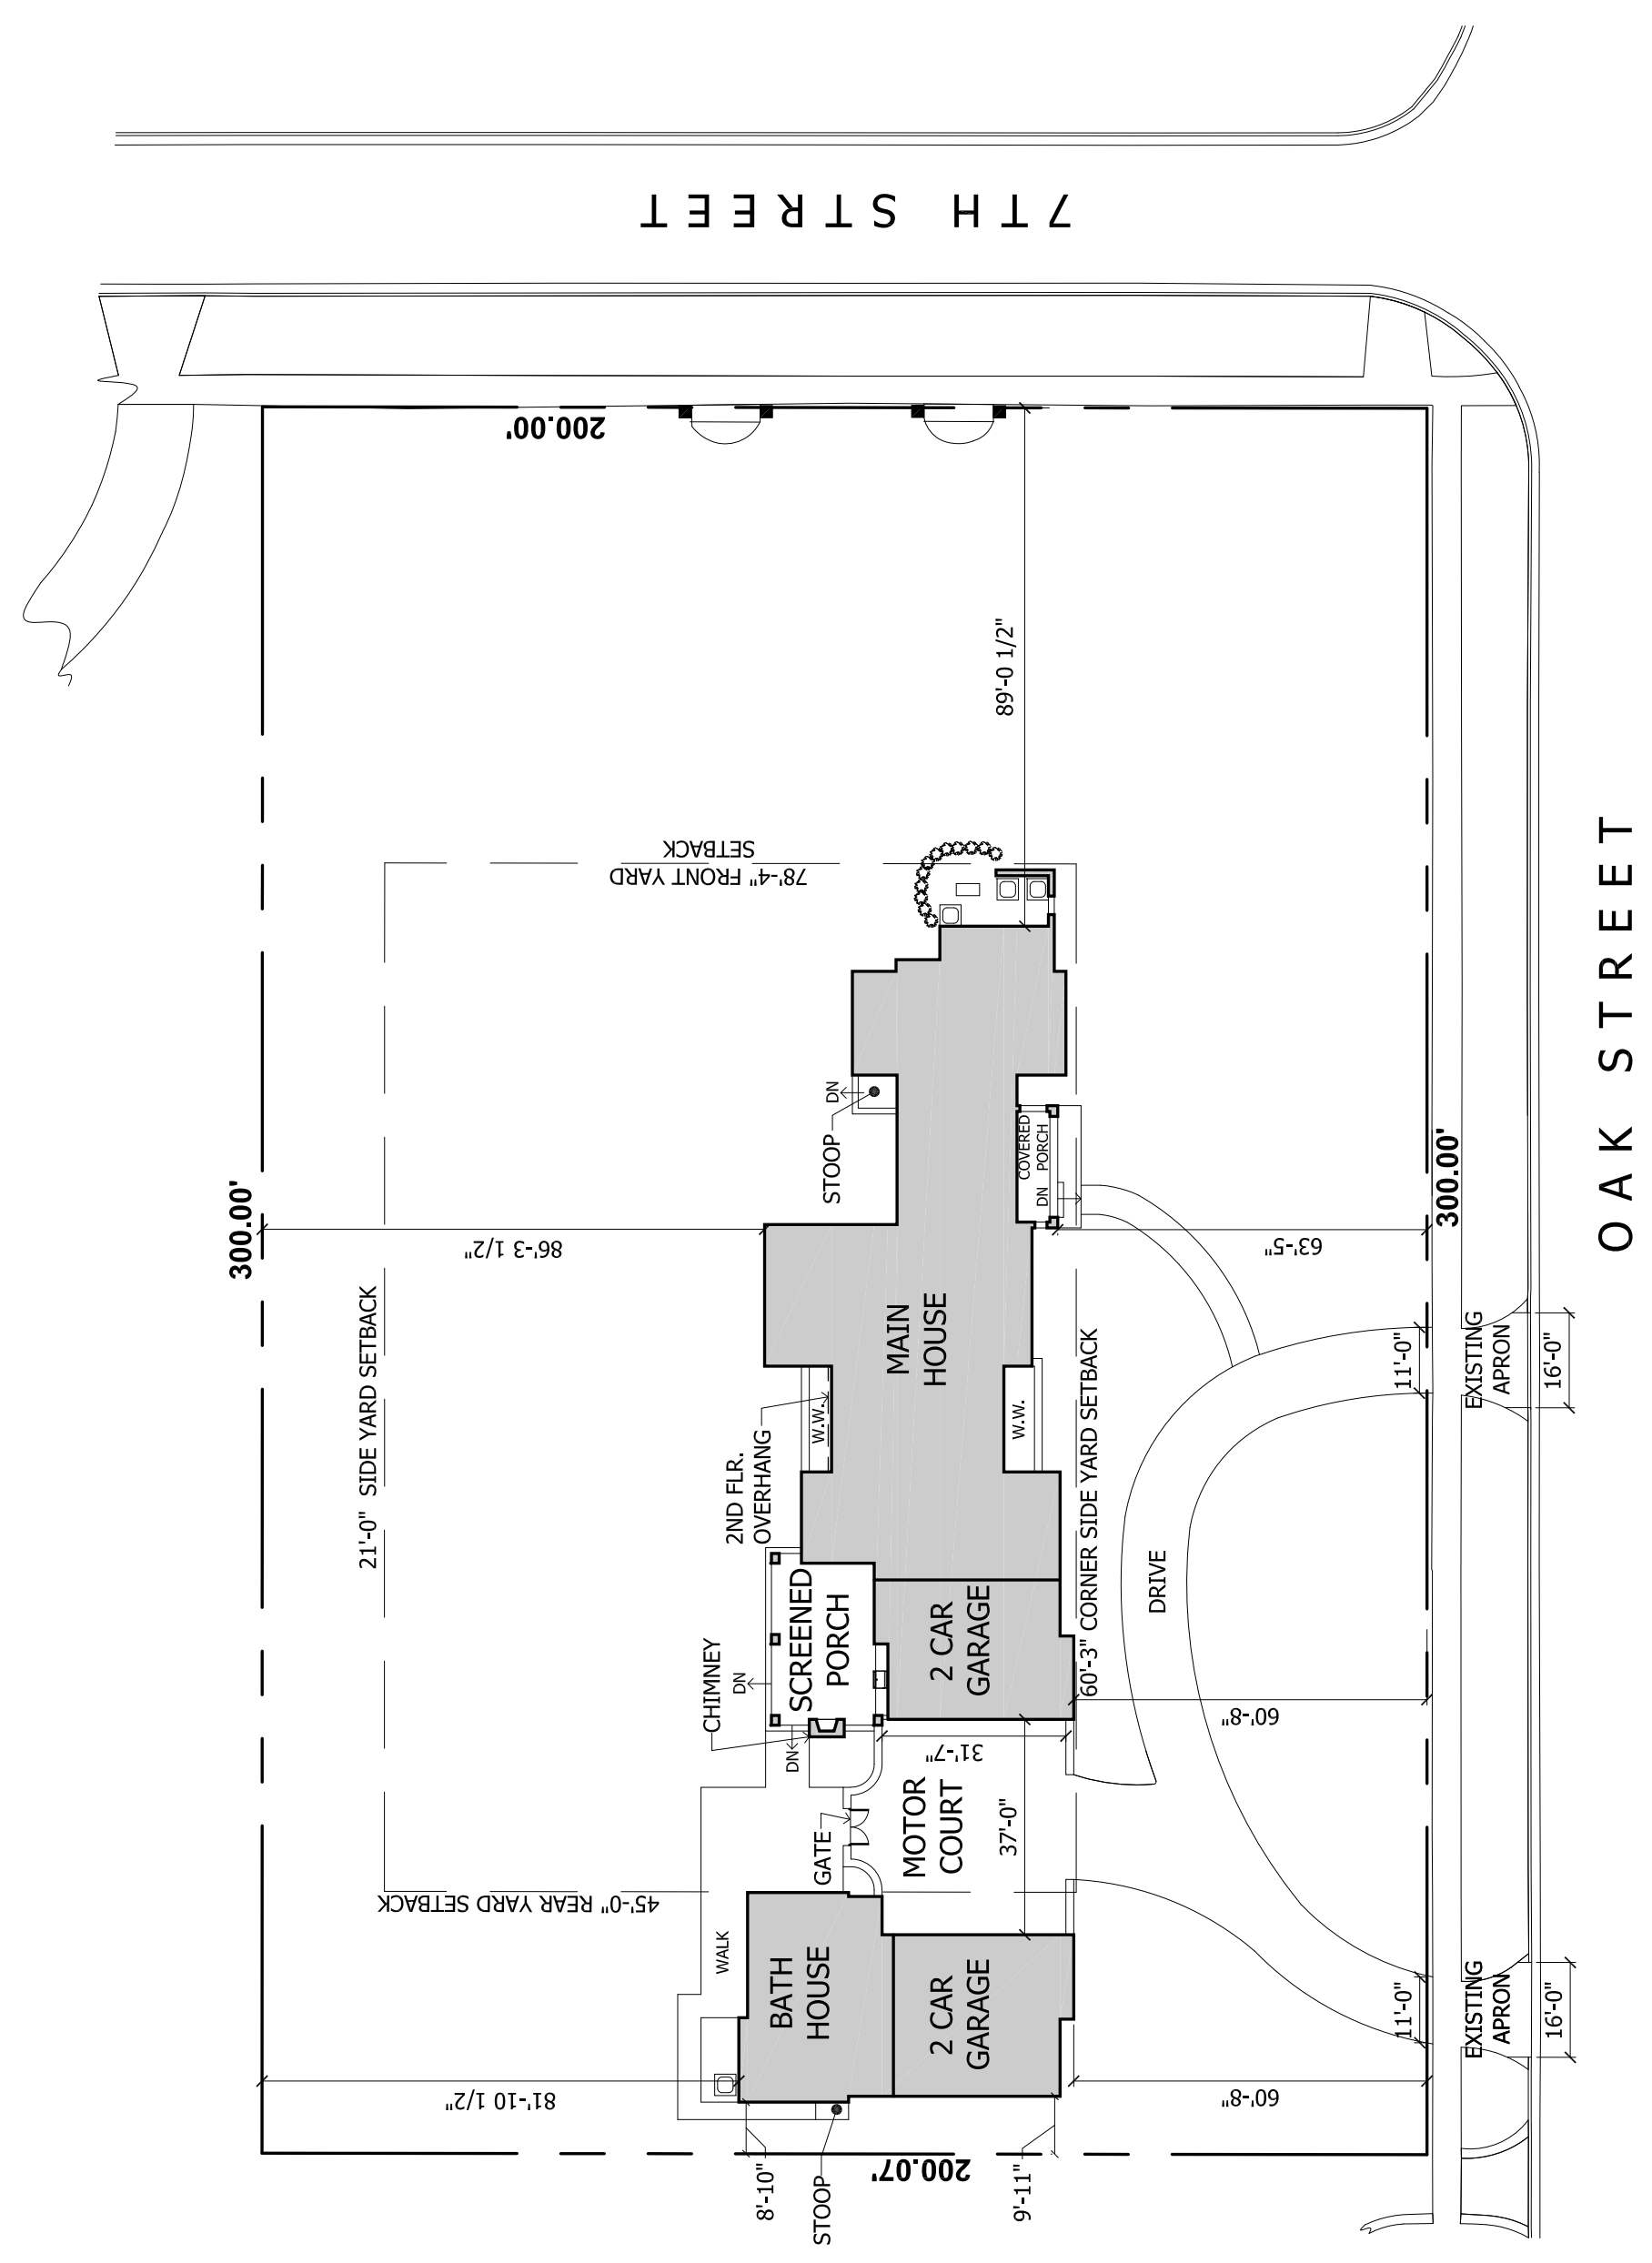 7TH STREET
200.00'
89'-0 1/2"
78'-4" FRONT YARD
SETBACK
OAK STREET
DN
STOOP
COVERED
PORCH
DN
300.00'
86'-3 1/2"
63'-5"
300.00'
21'-0" SIDE YARD SETBACK
MAIN
HOUSE
W.W.
W.W.
2ND FLR.
OVERHANG
60'-3" CORNER SIDE YARD SETBACK
11'-0"
EXISTING
APRON
16'-0"
DRIVE
SCREENED
PORCH
2 CAR
GARAGE
CHIMNEY
DN
DN
60'-8"
31'-7"
MOTOR
COURT
37'-0"
GATE
45'-0" REAR YARD SETBACK
WALK
BATH
HOUSE
2 CAR
GARAGE
11'-0"
EXISTING
APRON
16'-0"
81'-10 1/2"
60'-8"
8'-10"
STOOP
200.07'
9'-11"